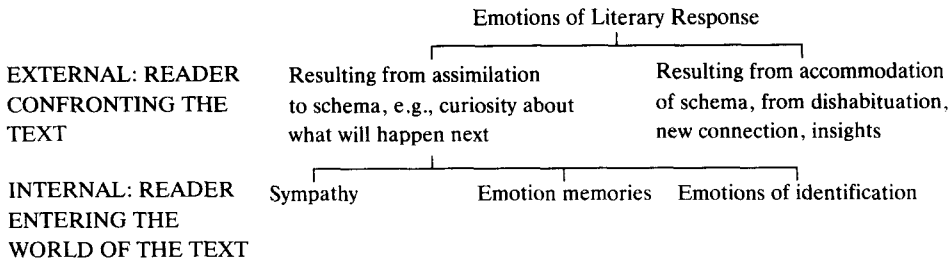 Emotions of Literary Response
EXTERNAL: READER
CONFRONTING THE
TEXT
Resulting from assimilation
to schema, e.g., curiosity about
what will happen next
Resulting from accommodation
of schema, from dishabituation,
new connection, insights
INTERNAL: READER
ENTERING THE
WORLD OF THE TEXT
Sympathy
Emotion memories
Emotions of identification